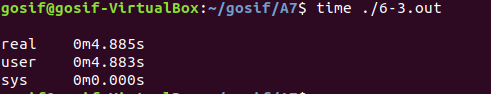 gosif@gosif-VirtualBox:~/gosif/A7$ time ./6-3.out
real 0m4.885s
user 0m4.883s
sys 0m0.000s